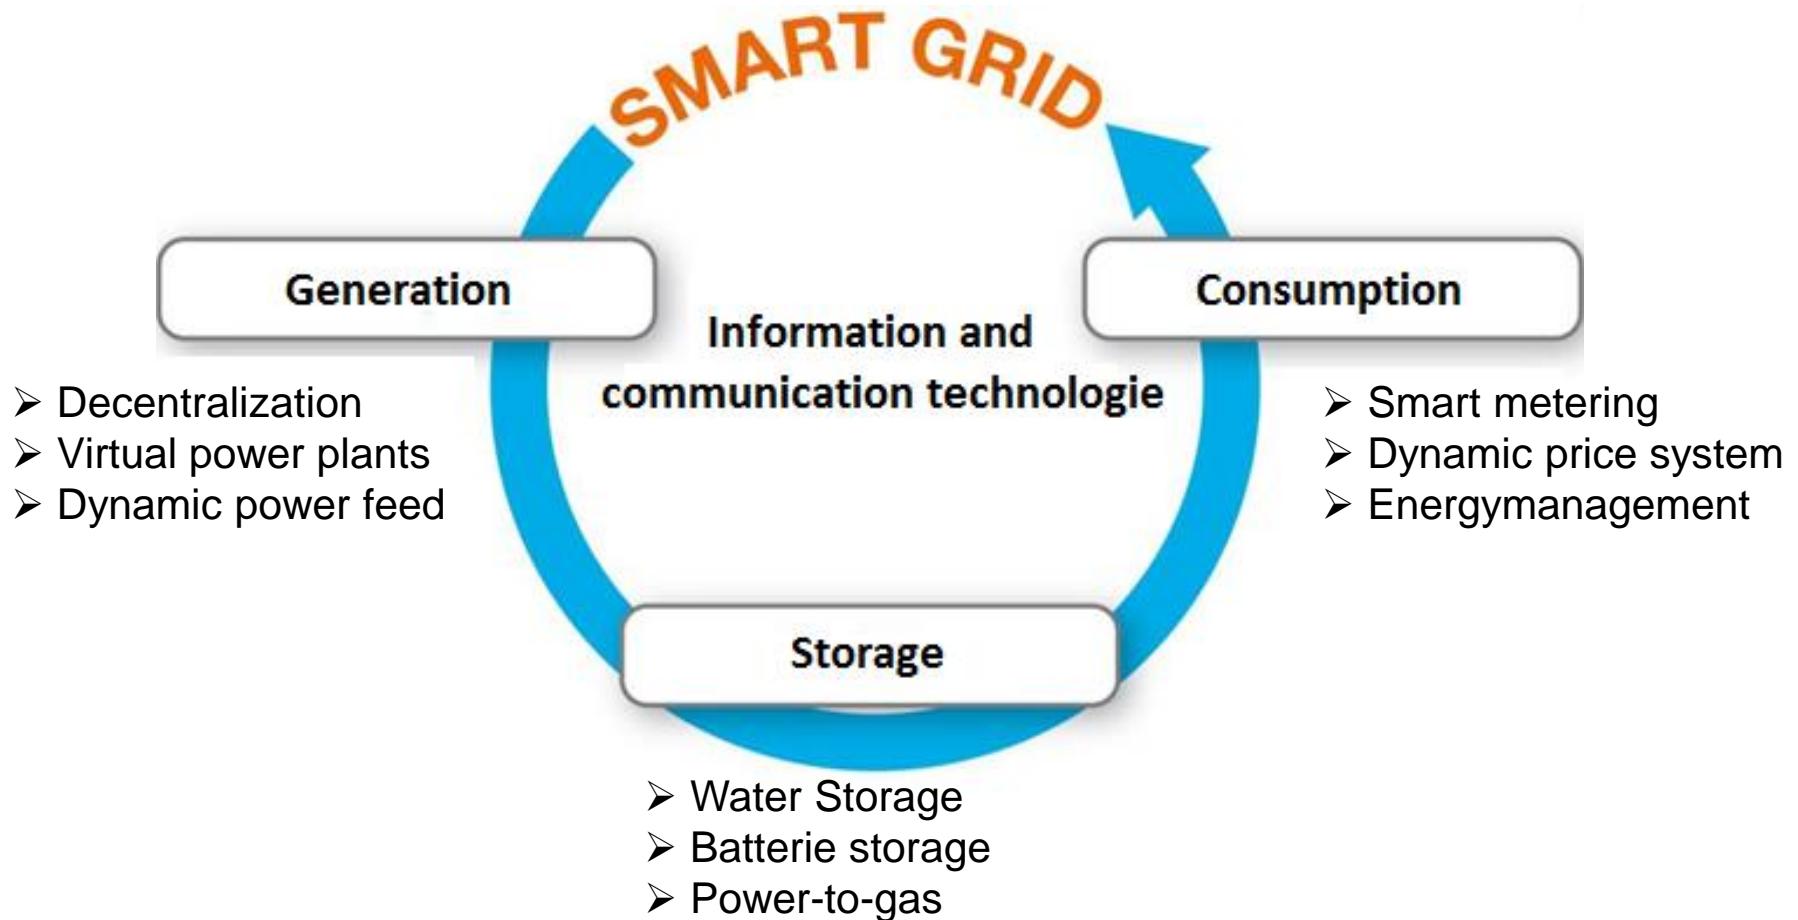 SMART GRID
Generation
Consumption
Information and
communication technologie
➢ Decentralization
➢ Virtual power plants
➢ Dynamic power feed
➢ Smart metering
➢ Dynamic price system
➢ Energymanagement
Storage
➢ Water Storage
➢ Batterie storage
➢ Power-to-gas